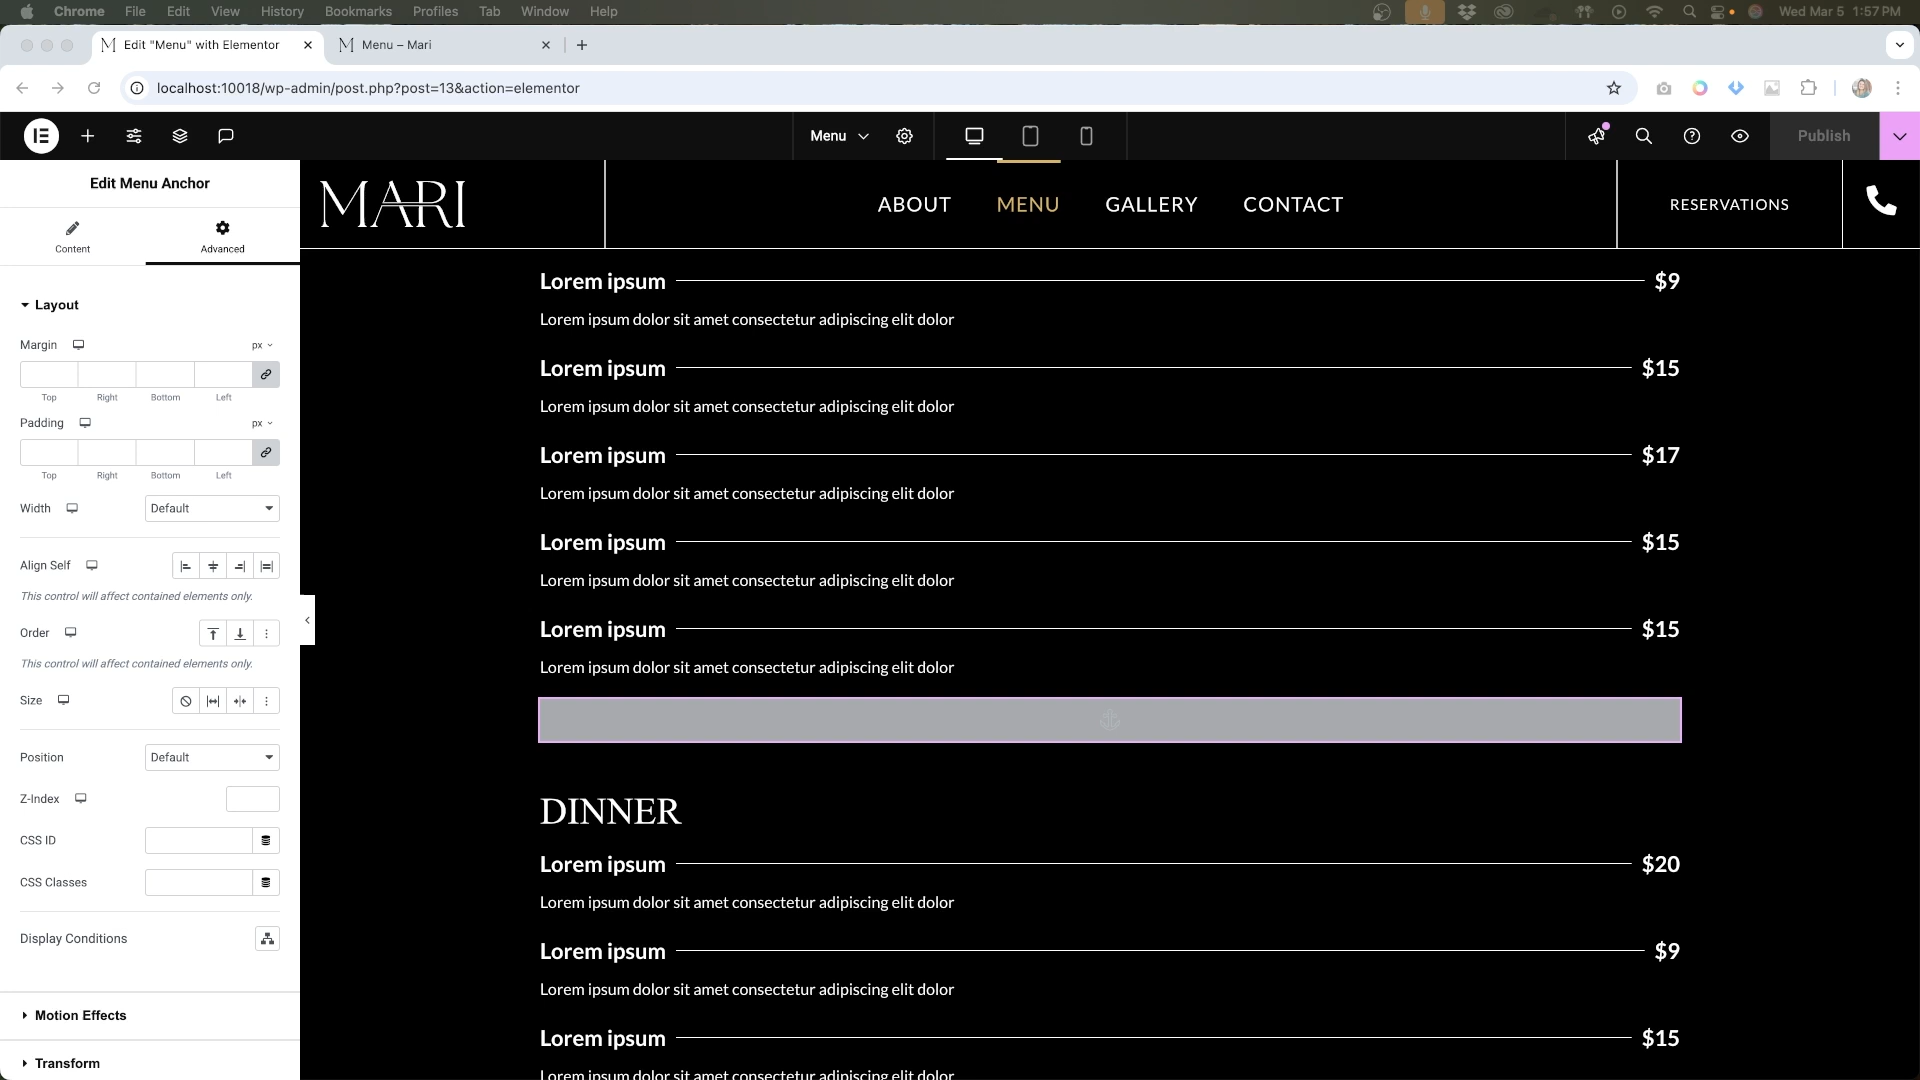 Chrome File Edit View History Bookmarks Profiles Tab Window Help Wed Mar 5 1:57 PM
Edit "Menu" with Elementor Menu – Mari
localhost:10018/wp-admin/post.php?post=13&action=elementor
Menu Publish
Edit Menu Anchor
Content Advanced
Layout
Margin px
Top Right Bottom Left
Padding px
Top Right Bottom Left
Width Default
Align Self
This control will affect contained elements only.
Order
This control will affect contained elements only.
Size
Position Default
Z-Index
CSS ID
CSS Classes
Display Conditions
Motion Effects
Transform
MARI ABOUT MENU GALLERY CONTACT RESERVATIONS
Lorem ipsum $9
Lorem ipsum dolor sit amet consectetur adipiscing elit dolor
Lorem ipsum $15
Lorem ipsum dolor sit amet consectetur adipiscing elit dolor
Lorem ipsum $17
Lorem ipsum dolor sit amet consectetur adipiscing elit dolor
Lorem ipsum $15
Lorem ipsum dolor sit amet consectetur adipiscing elit dolor
Lorem ipsum $15
Lorem ipsum dolor sit amet consectetur adipiscing elit dolor
DINNER
Lorem ipsum $20
Lorem ipsum dolor sit amet consectetur adipiscing elit dolor
Lorem ipsum $9
Lorem ipsum dolor sit amet consectetur adipiscing elit dolor
Lorem ipsum $15
Lorem ipsum dolor sit amet consectetur adipiscing elit dolor